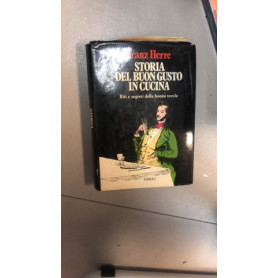 Franz Herre
STORIA
DEL BUON GUSTO
IN CUCINA
Riti e segreti della buona tavola